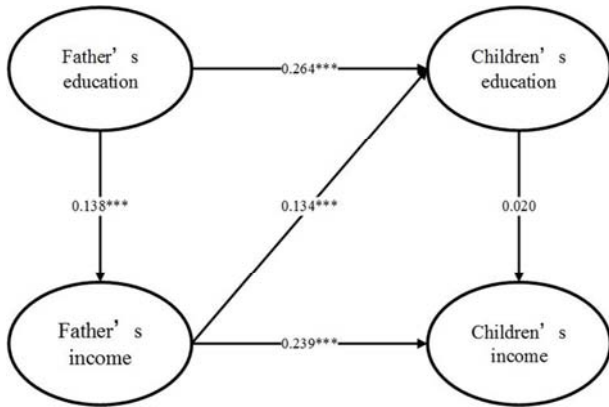 Father’s
education
0.264***
Children’s
education
0.138***
0.134***
0.020
Father’s
income
0.239***
Children’s
income